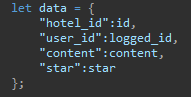 let data = {
    "hotel_id":id,
    "user_id":logged_id,
    "content":content,
    "star":star
};